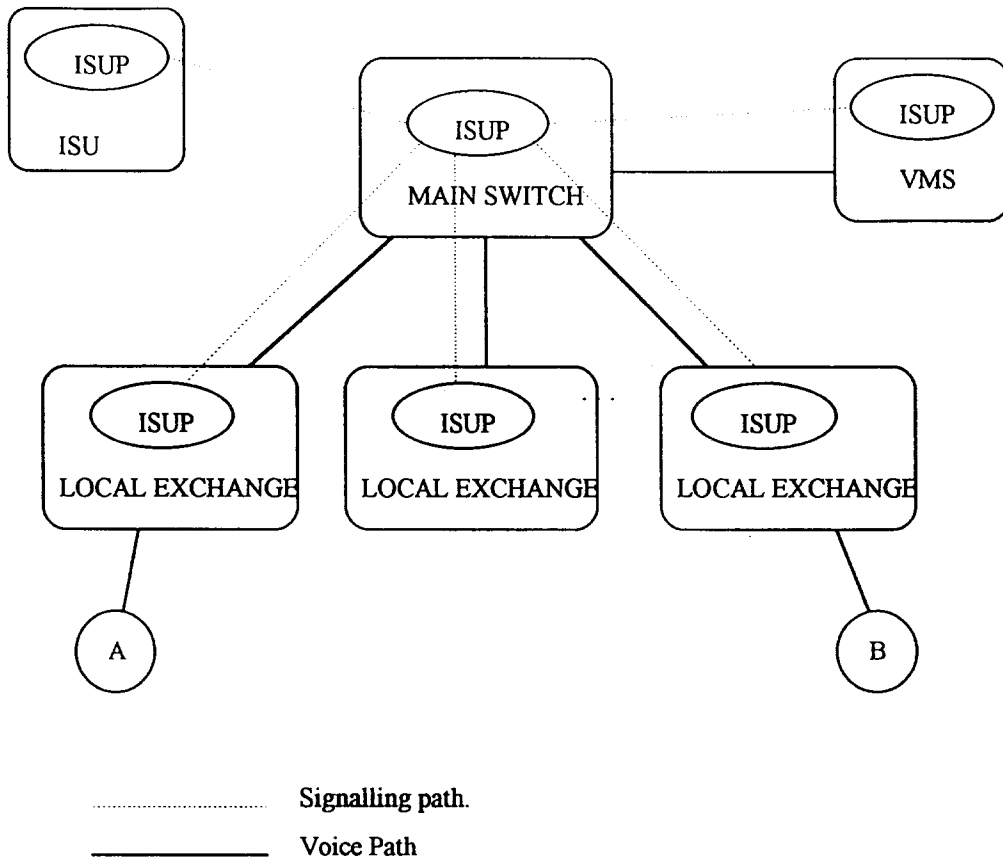 ISUP
ISU
ISUP
MAIN SWITCH
ISUP
VMS
ISUP
LOCAL EXCHANGE
ISUP
LOCAL EXCHANGE
ISUP
LOCAL EXCHANGE
A
B
Signalling path.
Voice Path